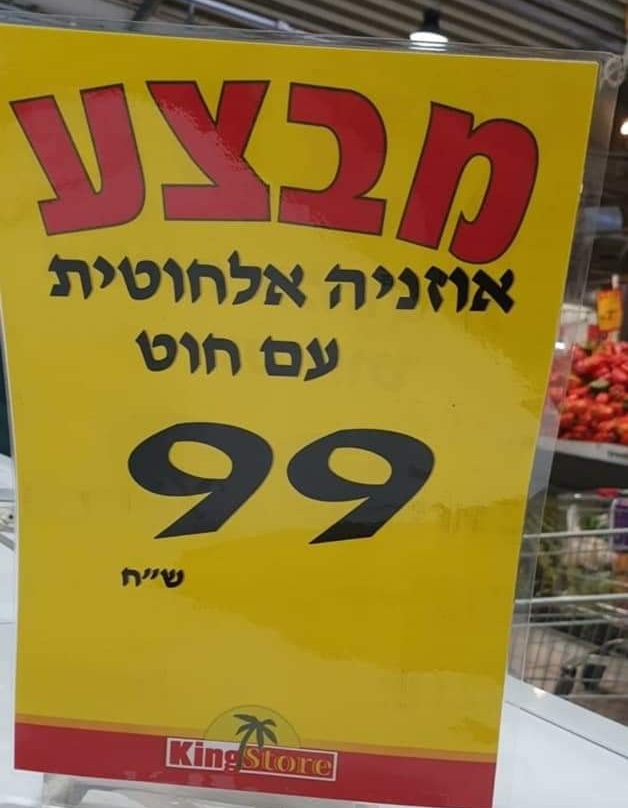 מבצע
אוזניה אלחוטית
עם חוט
99
ש״ח
KingStore